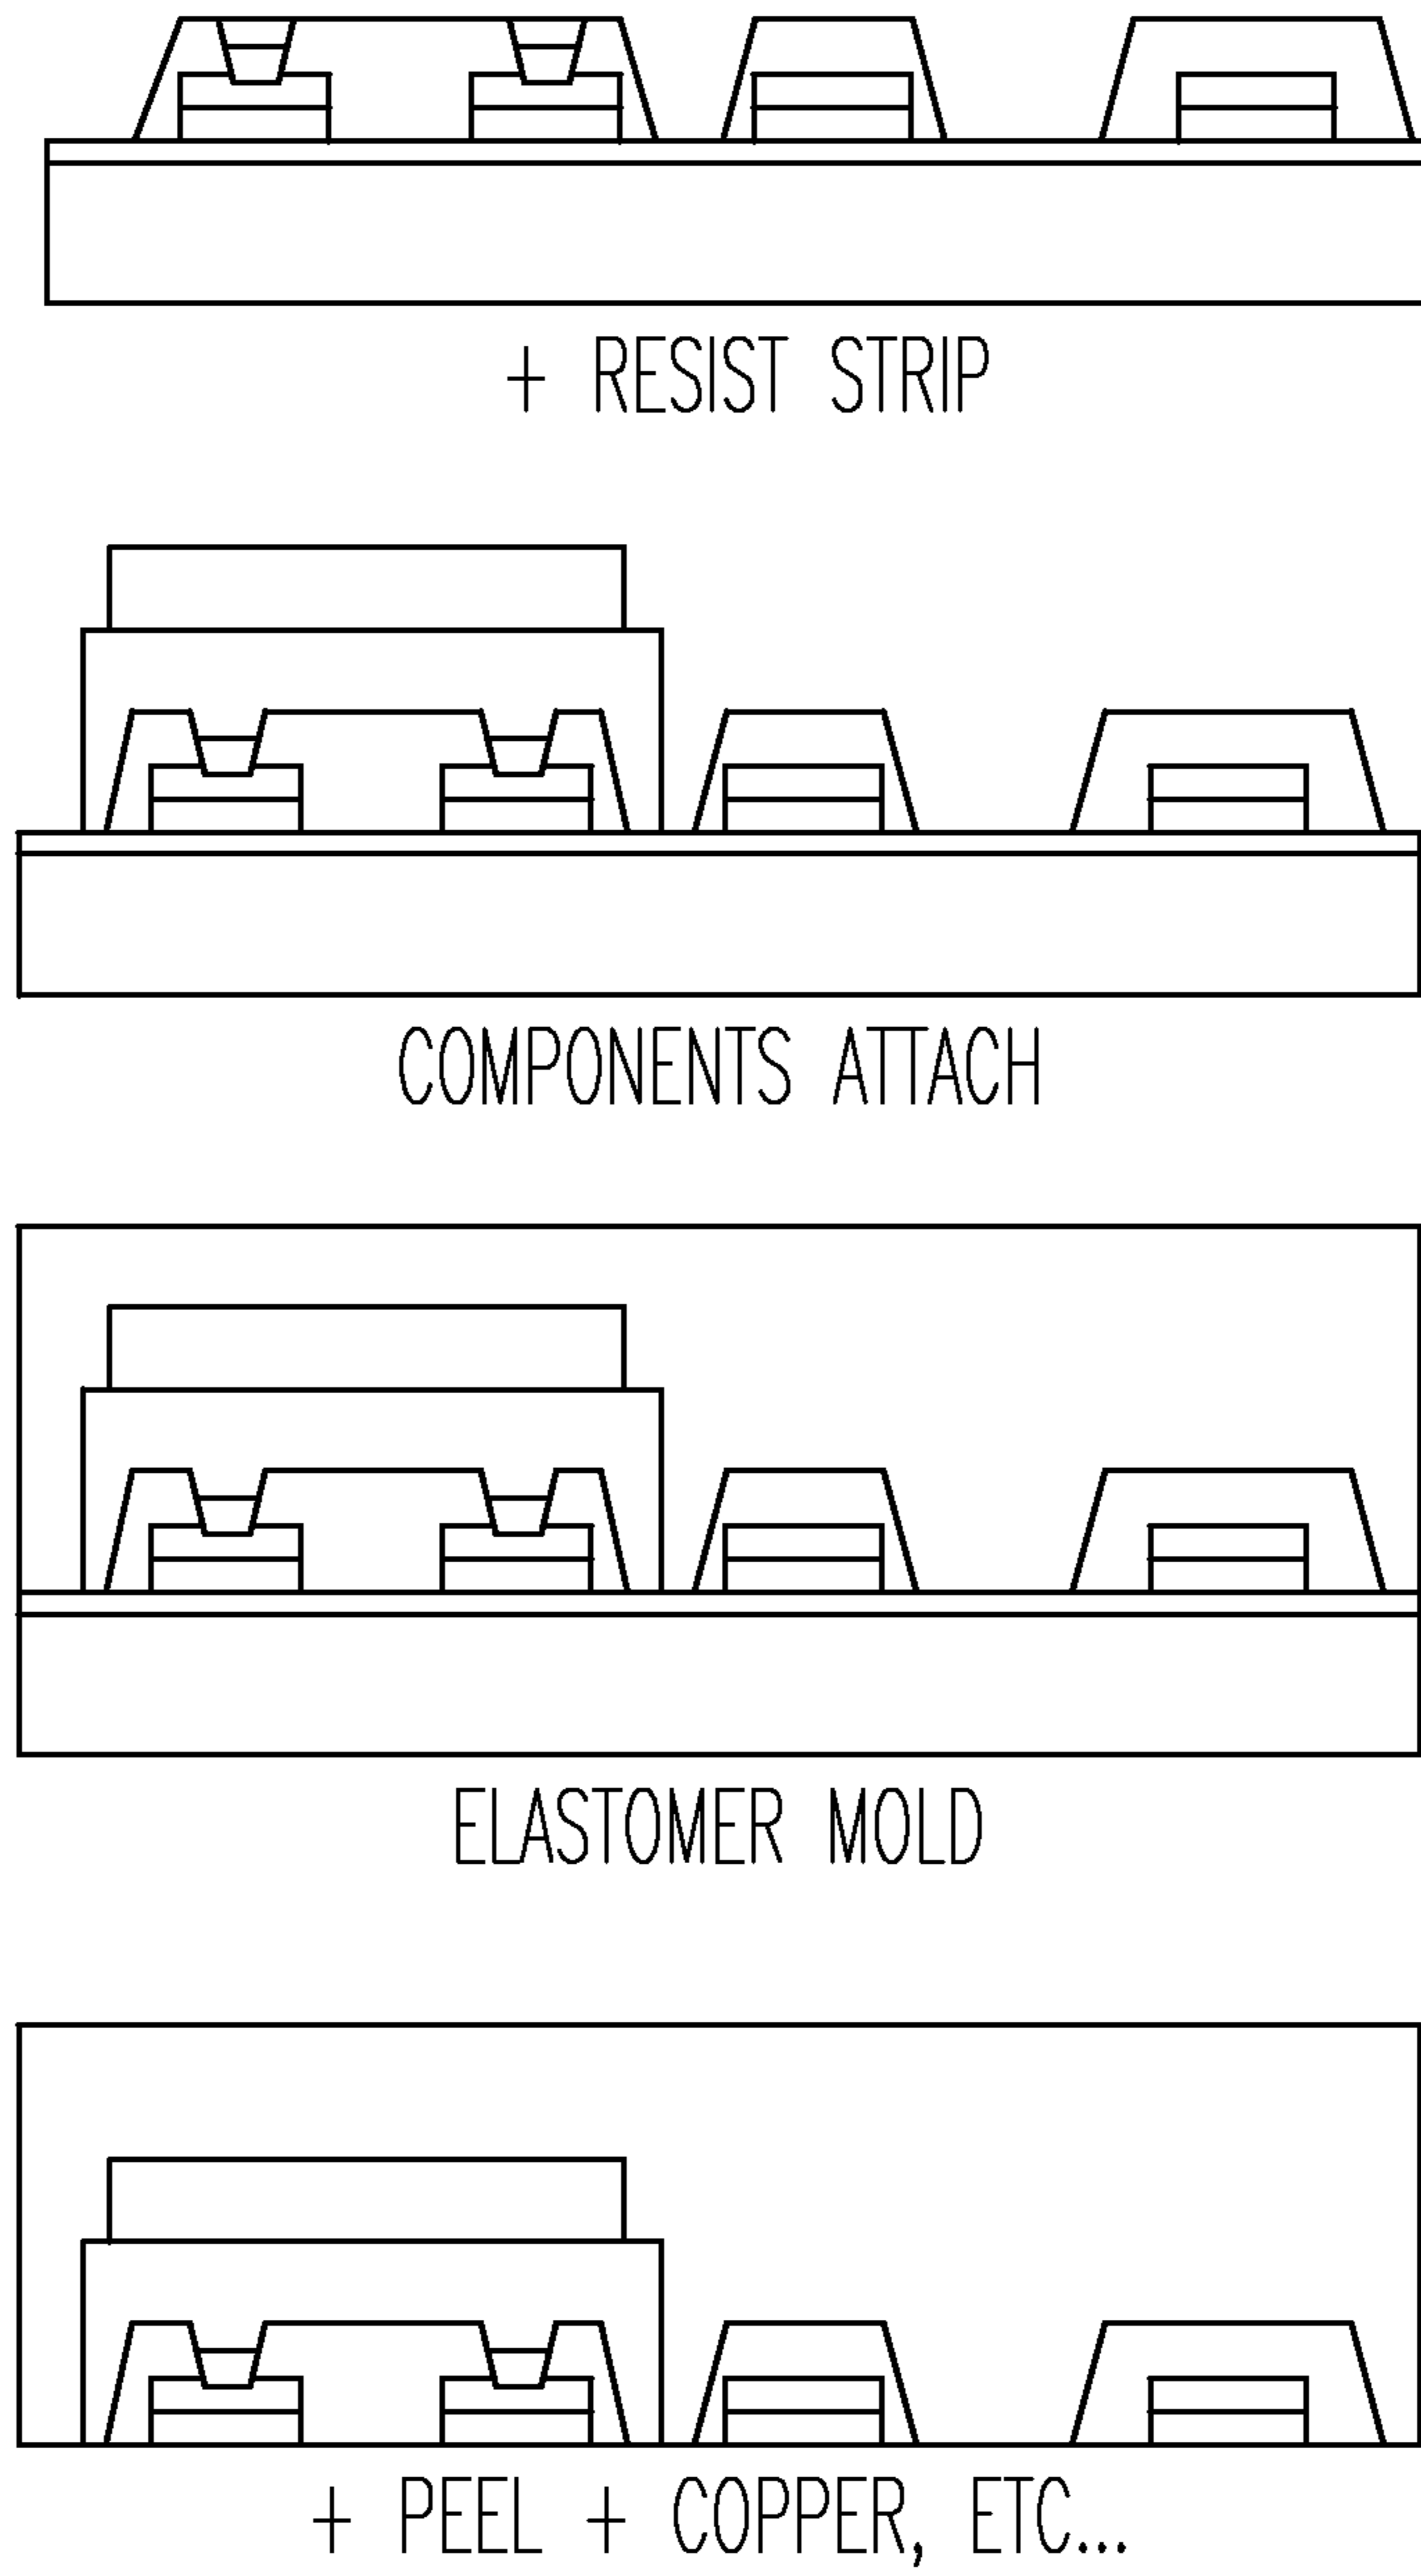 + RESIST STRIP
COMPONENTS ATTACH
ELASTOMER MOLD
+ PEEL + COPPER, ETC...